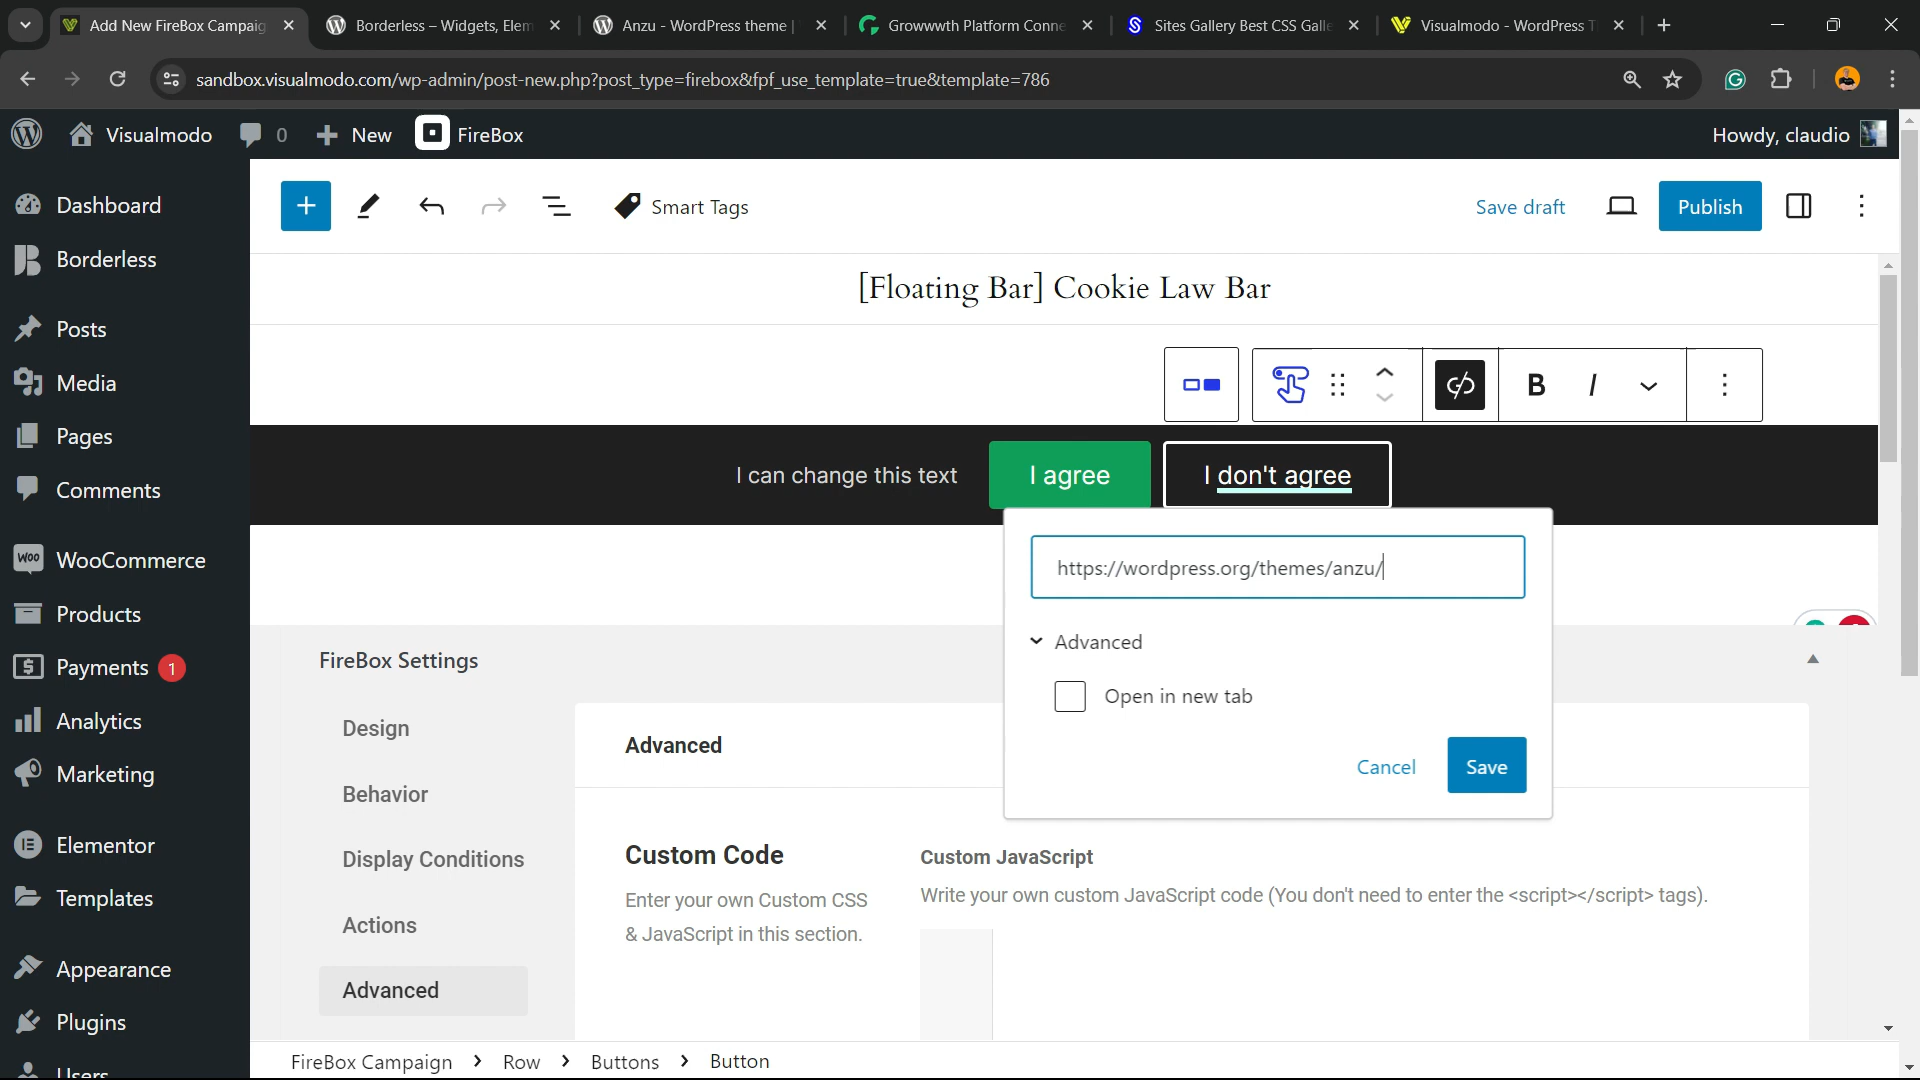 Add New FireBox Campaig
Borderless – Widgets, Elem
Anzu - WordPress theme |
Growwwth Platform Conne
Sites Gallery Best CSS Galle
Visualmodo - WordPress T
sandbox.visualmodo.com/wp-admin/post-new.php?post_type=firebox&fpf_use_template=true&template=786
Visualmodo
0
New
FireBox
Howdy, claudio
Dashboard
Borderless
Posts
Media
Pages
Comments
WooCommerce
Products
Payments 1
Analytics
Marketing
Elementor
Templates
Appearance
Plugins
Users
Smart Tags
Save draft
Publish
[Floating Bar] Cookie Law Bar
B I
I can change this text
I agree
I don't agree
https://wordpress.org/themes/anzu/
Advanced
Open in new tab
Cancel
Save
FireBox Settings
Design
Behavior
Display Conditions
Actions
Advanced
Advanced
Custom Code
Enter your own Custom CSS
& JavaScript in this section.
Custom JavaScript
Write your own custom JavaScript code (You don't need to enter the <script></script> tags).
FireBox Campaign > Row > Buttons > Button